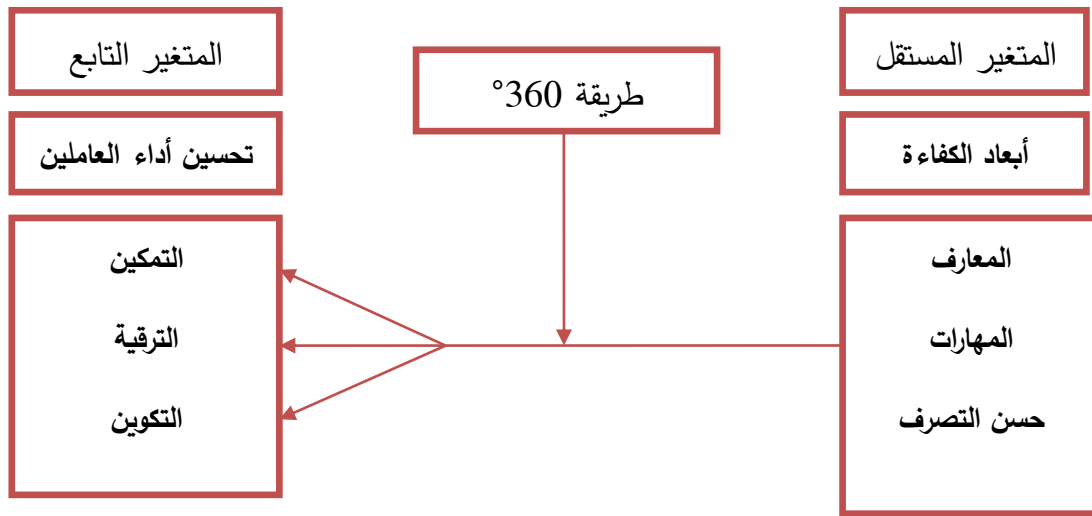 المتغير المستقل
أبعاد الكفاءة
المعارف
المهارات
حسن التصرف
طريقة 360°
المتغير التابع
تحسين أداء العاملين
التمكين
الترقية
التكوين